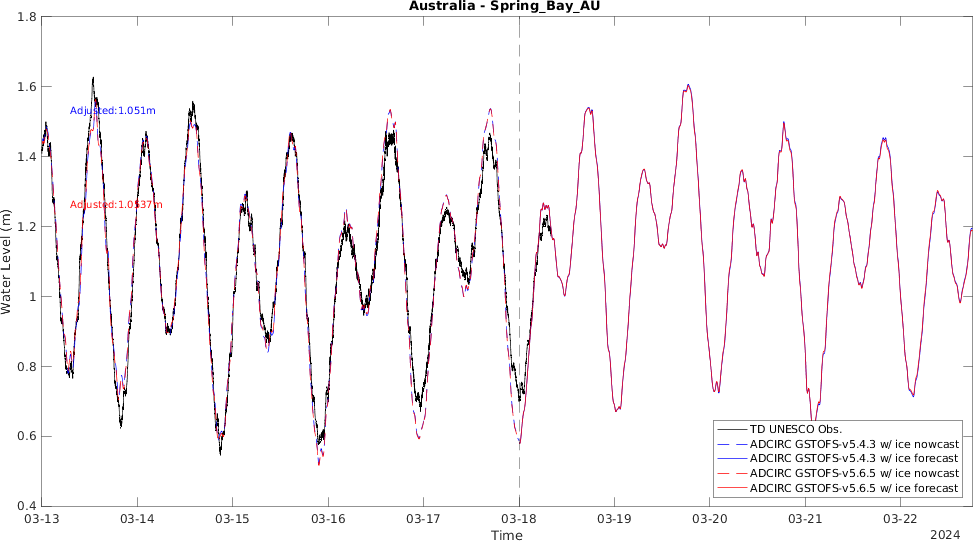 Australia - Spring_Bay_AU
1.8
1.6
1.4
1.2
1
0.8
0.6
0.4
Water Level (m)
Adjusted:1.051m
Adjusted:1.0537m
TD UNESCO Obs.
ADCIRC GSTOFS-v5.4.3 w/ ice nowcast
ADCIRC GSTOFS-v5.4.3 w/ ice forecast
ADCIRC GSTOFS-v5.6.5 w/ ice nowcast
ADCIRC GSTOFS-v5.6.5 w/ ice forecast
03-13 03-14 03-15 03-16 03-17 03-18 03-19 03-20 03-21 03-22
Time
2024